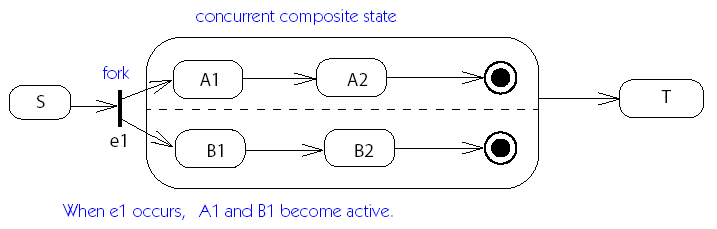 concurrent composite state
fork
S
A1
A2
T
e1
B1
B2
When e1 occurs, A1 and B1 become active.